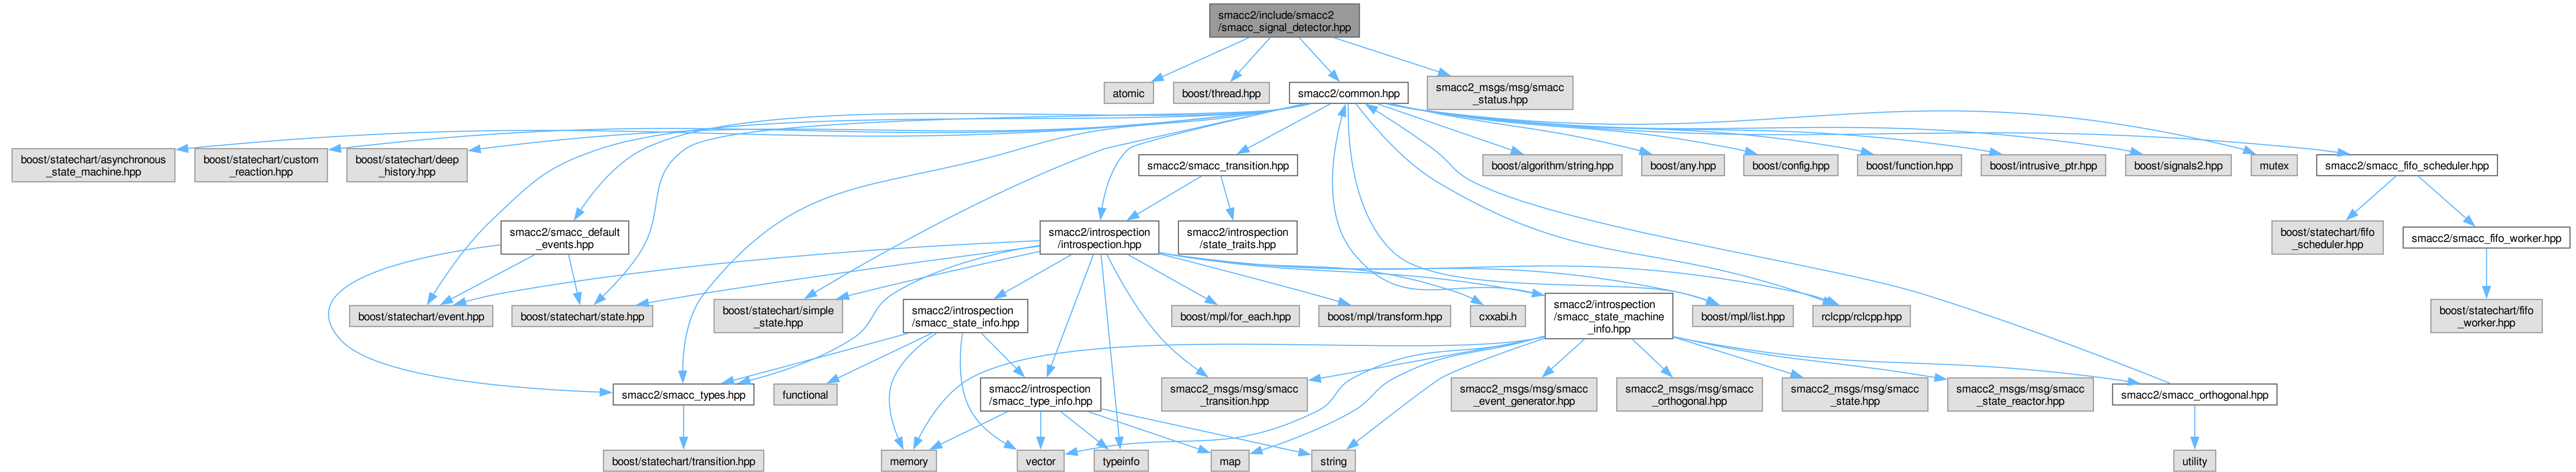 smacc2/include/smacc2
/smacc_signal_detector.hpp
atomic
boost/thread.hpp
smacc2/common.hpp
smacc2_msgs/msg/smacc
_status.hpp
boost/statechart/asynchronous
_state_machine.hpp
boost/statechart/custom
_reaction.hpp
boost/statechart/deep
_history.hpp
smacc2/smacc_transition.hpp
boost/algorithm/string.hpp
boost/any.hpp
boost/config.hpp
boost/function.hpp
boost/intrusive_ptr.hpp
boost/signals2.hpp
mutex
smacc2/smacc_fifo_scheduler.hpp
smacc2/smacc_default
_events.hpp
smacc2/introspection
/introspection.hpp
smacc2/introspection
/state_traits.hpp
boost/statechart/fifo
_scheduler.hpp
smacc2/smacc_fifo_worker.hpp
boost/statechart/event.hpp
boost/statechart/state.hpp
boost/statechart/simple
_state.hpp
smacc2/introspection
/smacc_state_info.hpp
boost/mpl/for_each.hpp
boost/mpl/transform.hpp
cxxabi.h
smacc2/introspection
/smacc_state_machine
_info.hpp
boost/mpl/list.hpp
rclcpp/rclcpp.hpp
boost/statechart/fifo
_worker.hpp
smacc2/smacc_types.hpp
functional
smacc2/introspection
/smacc_type_info.hpp
smacc2_msgs/msg/smacc
_transition.hpp
smacc2_msgs/msg/smacc
_event_generator.hpp
smacc2_msgs/msg/smacc
_orthogonal.hpp
smacc2_msgs/msg/smacc
_state.hpp
smacc2_msgs/msg/smacc
_state_reactor.hpp
smacc2/smacc_orthogonal.hpp
boost/statechart/transition.hpp
memory
vector
typeinfo
map
string
utility